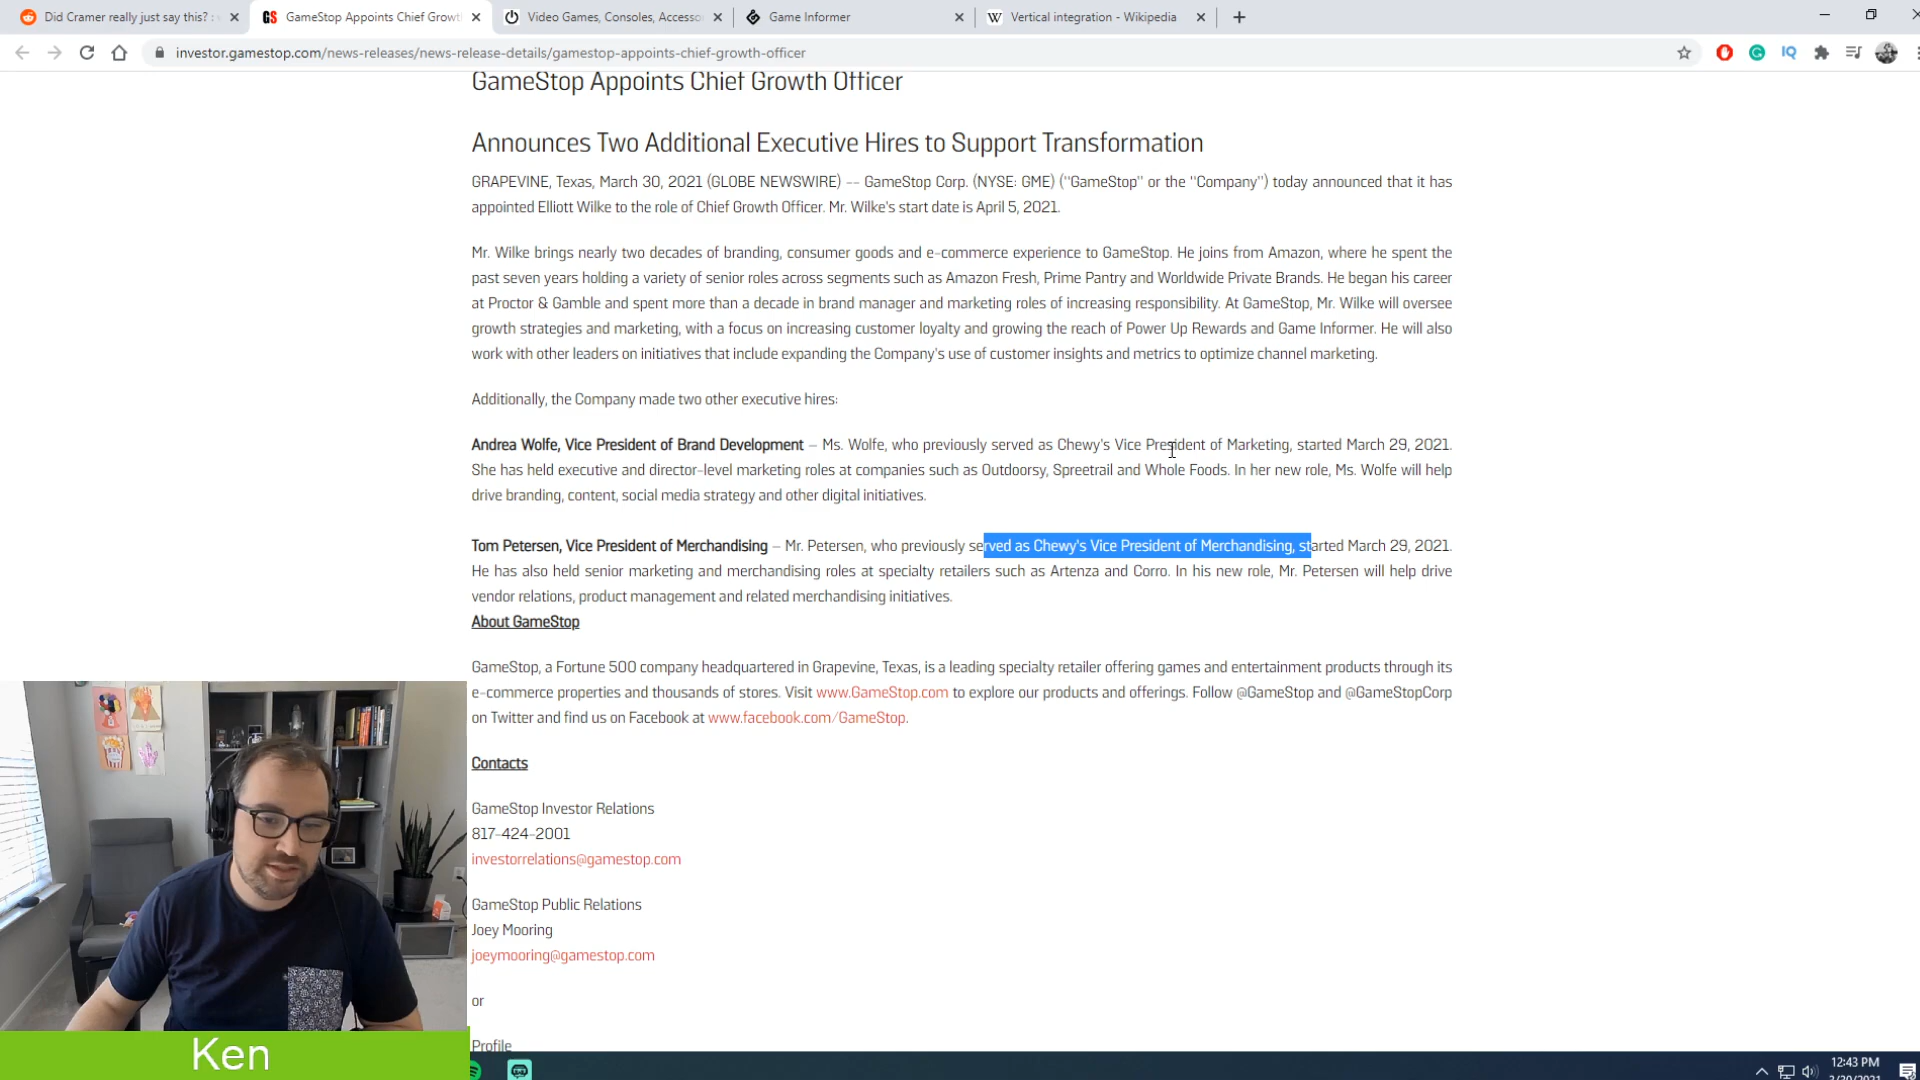 Did Cramer really just say this? :
GameStop Appoints Chief Growt
Video Games, Consoles, Accesso
Game Informer
Vertical integration - Wikipedia
investor.gamestop.com/news-releases/news-release-details/gamestop-appoints-chief-growth-officer
GameStop Appoints Chief Growth Officer
Announces Two Additional Executive Hires to Support Transformation
GRAPEVINE, Texas, March 30, 2021 (GLOBE NEWSWIRE) -- GameStop Corp. (NYSE: GME) ("GameStop" or the "Company") today announced that it has
appointed Elliott Wilke to the role of Chief Growth Officer. Mr. Wilke's start date is April 5, 2021.
Mr. Wilke brings nearly two decades of branding, consumer goods and e-commerce experience to GameStop. He joins from Amazon, where he spent the
past seven years holding a variety of senior roles across segments such as Amazon Fresh, Prime Pantry and Worldwide Private Brands. He began his career
at Proctor & Gamble and spent more than a decade in brand manager and marketing roles of increasing responsibility. At GameStop, Mr. Wilke will oversee
growth strategies and marketing, with a focus on increasing customer loyalty and growing the reach of Power Up Rewards and Game Informer. He will also
work with other leaders on initiatives that include expanding the Company's use of customer insights and metrics to optimize channel marketing.
Additionally, the Company made two other executive hires:
Andrea Wolfe, Vice President of Brand Development – Ms. Wolfe, who previously served as Chewy's Vice President of Marketing, started March 29, 2021.
She has held executive and director-level marketing roles at companies such as Outdoorsy, Spreetrail and Whole Foods. In her new role, Ms. Wolfe will help
drive branding, content, social media strategy and other digital initiatives.
Tom Petersen, Vice President of Merchandising – Mr. Petersen, who previously served as Chewy's Vice President of Merchandising, started March 29, 2021.
He has also held senior marketing and merchandising roles at specialty retailers such as Artenza and Corro. In his new role, Mr. Petersen will help drive
vendor relations, product management and related merchandising initiatives.
About GameStop
GameStop, a Fortune 500 company headquartered in Grapevine, Texas, is a leading specialty retailer offering games and entertainment products through its
e-commerce properties and thousands of stores. Visit www.GameStop.com to explore our products and offerings. Follow @GameStop and @GameStopCorp
on Twitter and find us on Facebook at www.facebook.com/GameStop.
Contacts
GameStop Investor Relations
817-424-2001
investorrelations@gamestop.com
GameStop Public Relations
Joey Mooring
joeymooring@gamestop.com
or
Profile
Ken
12:43 PM